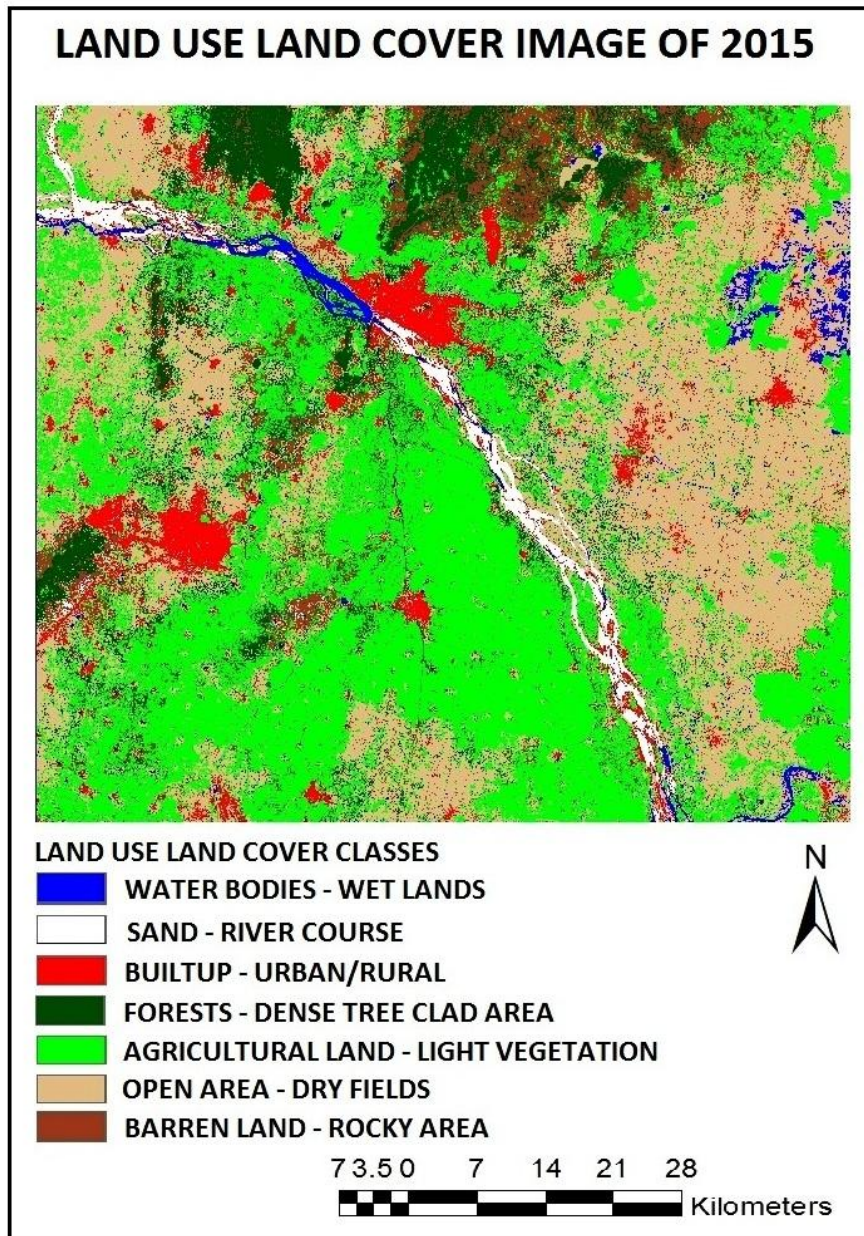 LAND USE LAND COVER IMAGE OF 2015
LAND USE LAND COVER CLASSES
N
WATER BODIES - WET LANDS
SAND - RIVER COURSE
BUILTUP - URBAN/RURAL
FORESTS - DENSE TREE CLAD AREA
AGRICULTURAL LAND - LIGHT VEGETATION
OPEN AREA - DRY FIELDS
BARREN LAND - ROCKY AREA
7 3.5 0 7 14 21 28
Kilometers